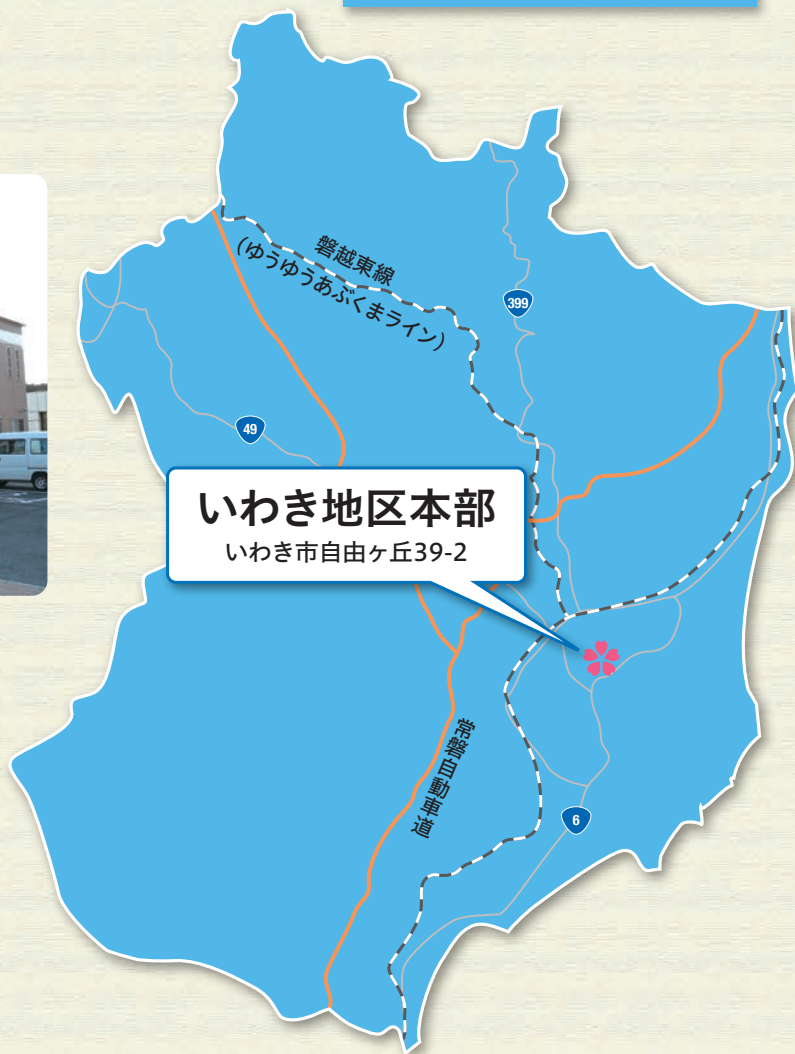 磐越東線
(ゆうゆうあぶくまライン)
399
49
いわき地区本部
いわき市自由ヶ丘39-2
常磐自動車道
6